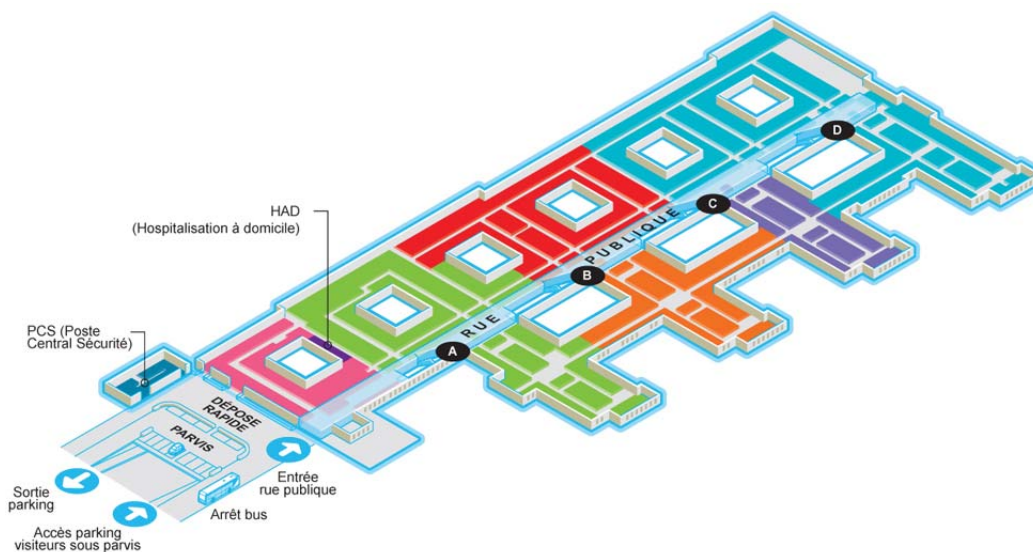 D
C
HAD
(Hospitalisation à domicile)
RUE PUBLIQUE
B
PCS (Poste
Central Sécurité)
A
DÉPOSE
RAPIDE
PARVIS
Entrée
rue publique
Sortie
parking
Arrêt bus
Accès parking
visiteurs sous parvis